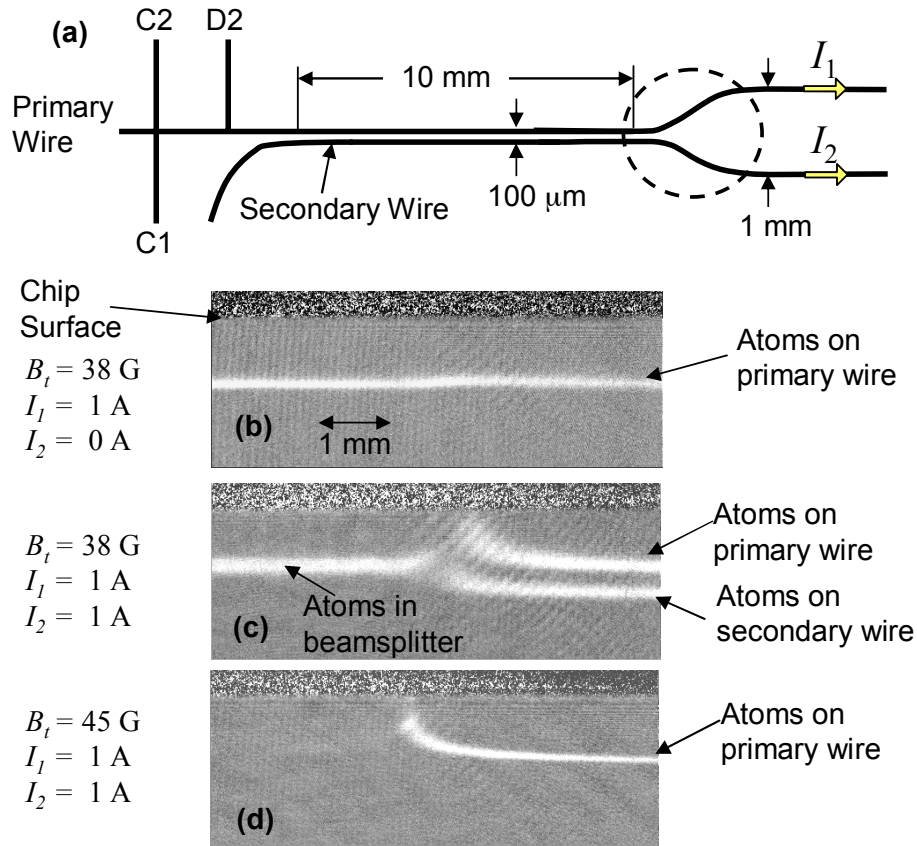 (a)
C2
D2
10 mm
I1
Primary
Wire
I2
100 μm
Secondary Wire
1 mm
C1
Chip
Surface
Bt = 38 G
I1 = 1 A
I2 = 0 A
Atoms on
primary wire
(b)
1 mm
Bt = 38 G
I1 = 1 A
I2 = 1 A
Atoms on
primary wire
Atoms in
beamsplitter
Atoms on
secondary wire
(c)
Bt = 45 G
I1 = 1 A
I2 = 1 A
Atoms on
primary wire
(d)